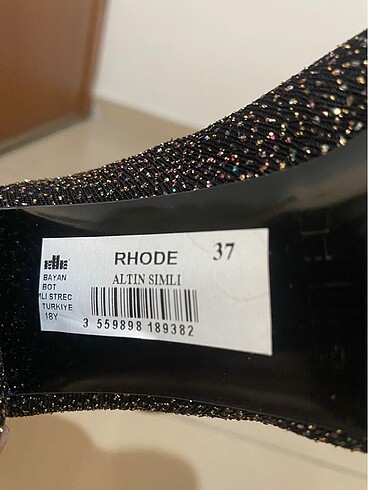 elle
RHODE 37
ALTIN SIMLI
BAYAN
BOT
LI STREC
TURKIYE
18Y
3 559898 189382